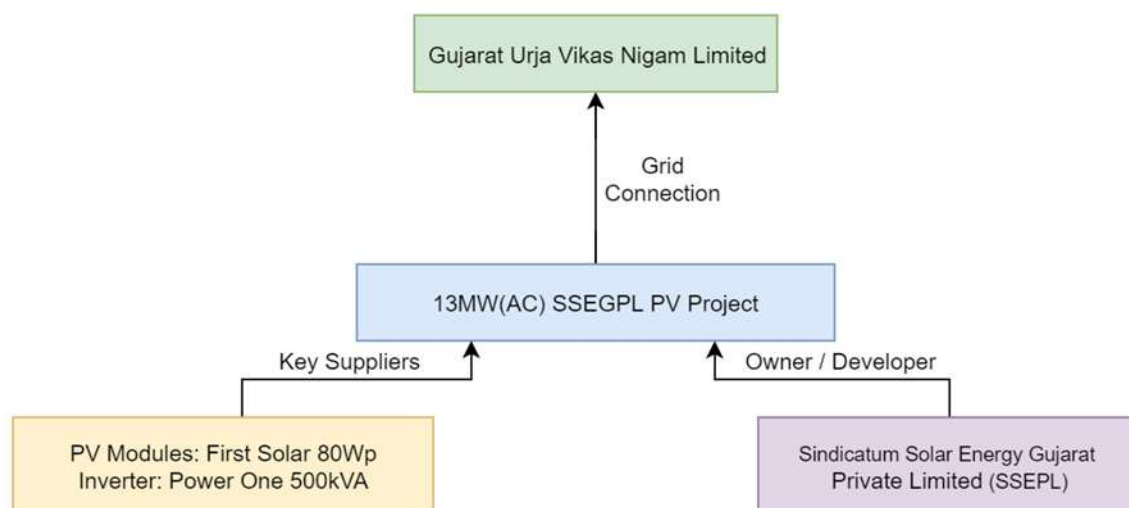 Gujarat Urja Vikas Nigam Limited
Grid
Connection
13MW(AC) SSEGPL PV Project
Key Suppliers
Owner / Developer
PV Modules: First Solar 80Wp
Inverter: Power One 500kVA
Sindicatum Solar Energy Gujarat
Private Limited (SSEPL)